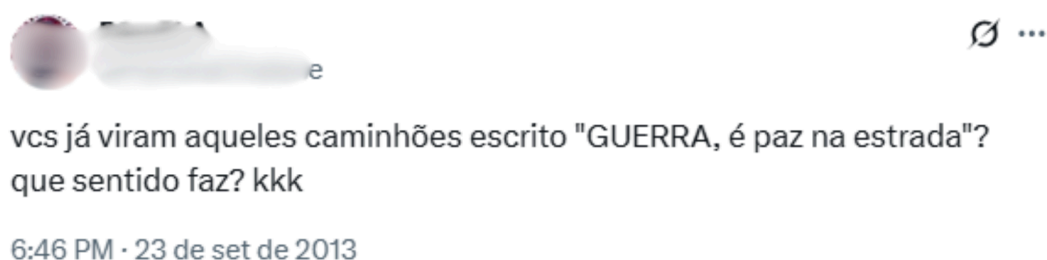 vcs já viram aqueles caminhões escrito "GUERRA, é paz na estrada"?
que sentido faz? kkk
6:46 PM · 23 de set de 2013